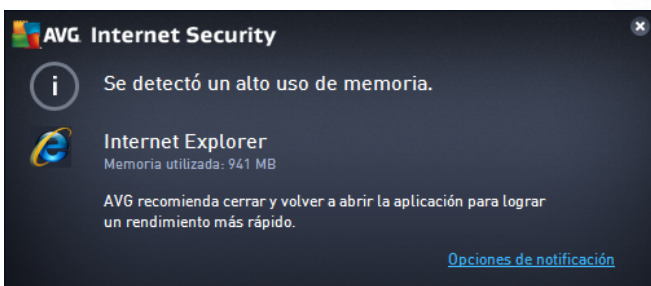 AVG Internet Security
Se detectó un alto uso de memoria.
Internet Explorer
Memoria utilizada: 941 MB
AVG recomienda cerrar y volver a abrir la aplicación para lograr
un rendimiento más rápido.
Opciones de notificación